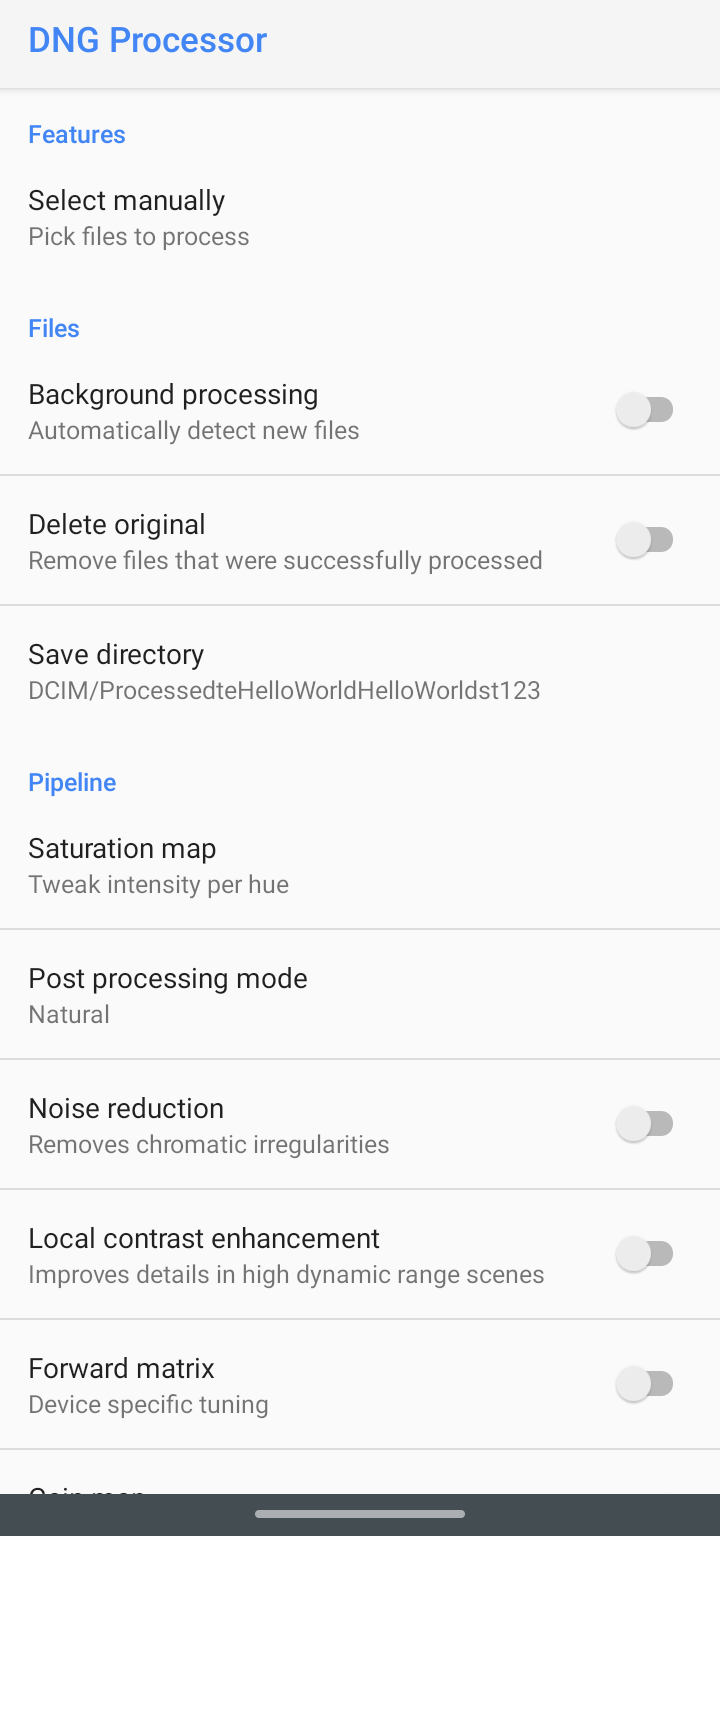 DNG Processor
Features
Select manually
Pick files to process
Files
Background processing
Automatically detect new files
Delete original
Remove files that were successfully processed
Save directory
DCIM/ProcessedteHelloWorldHelloWorldst123
Pipeline
Saturation map
Tweak intensity per hue
Post processing mode
Natural
Noise reduction
Removes chromatic irregularities
Local contrast enhancement
Improves details in high dynamic range scenes
Forward matrix
Device specific tuning